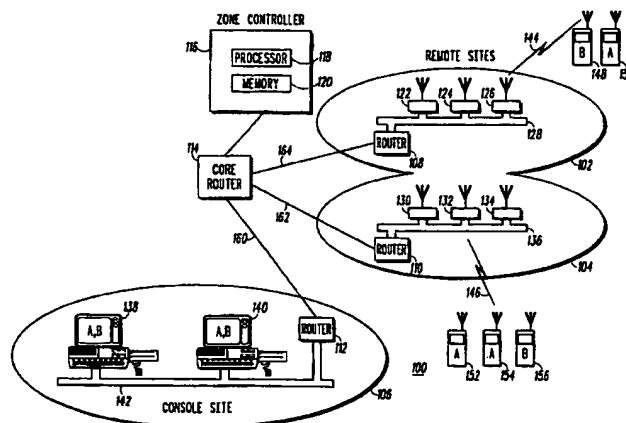 ZONE CONTROLLER
116
PROCESSOR
118
MEMORY
120
REMOTE SITES
144
B
148
A
122
124
126
128
ROUTER
108
102
114
CORE
ROUTER
164
162
160
130
132
134
136
ROUTER
110
104
146
A
152
A
154
B
156
100
A,B
138
A,B
140
ROUTER
112
142
CONSOLE SITE
106